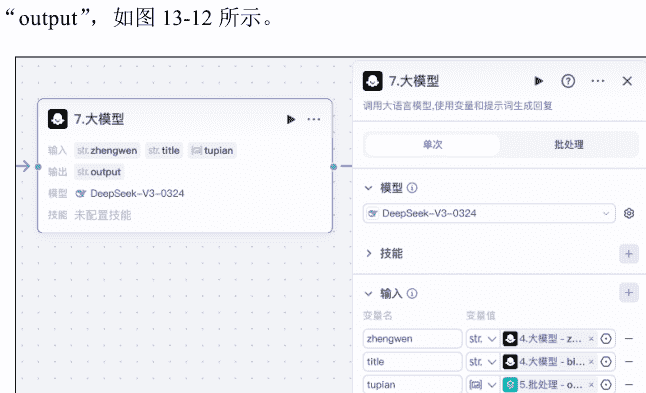 “output”，如图 13-12 所示。
7.大模型
输入 str.zhengwen str.title tupian
输出 str.output
模型 DeepSeek-V3-0324
技能 未配置技能
7.大模型
调用大语言模型,使用变量和提示词生成回复
单次 批处理
模型
DeepSeek-V3-0324
技能
输入
变量名 变量值
zhengwen str. 4.大模型 - z...
title str. 4.大模型 - bi...
tupian 5.批处理 - o...